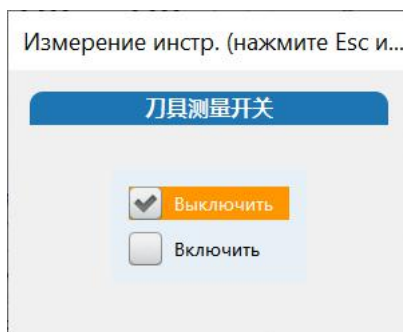 Измерение инстр. (нажмите Esc и...
刀具测量开关
Выключить
Включить